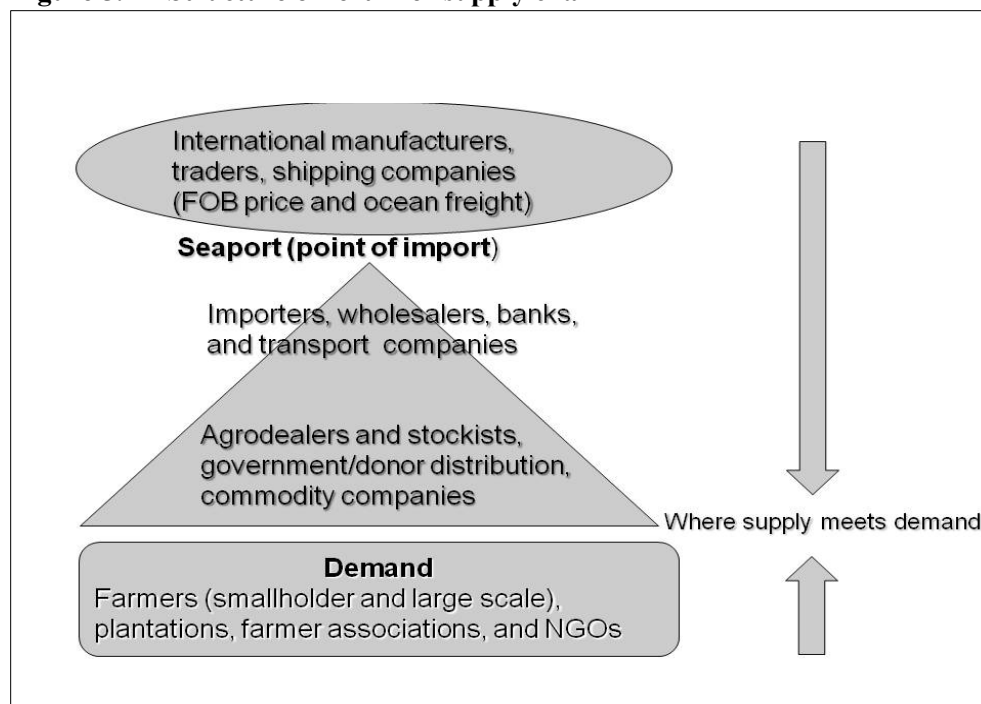 International manufacturers,
traders, shipping companies
(FOB price and ocean freight)
Seaport (point of import)
Importers, wholesalers, banks,
and transport companies
Agrodealers and stockists,
government/donor distribution,
commodity companies
Where supply meets demand
Demand
Farmers (smallholder and large scale),
plantations, farmer associations, and NGOs